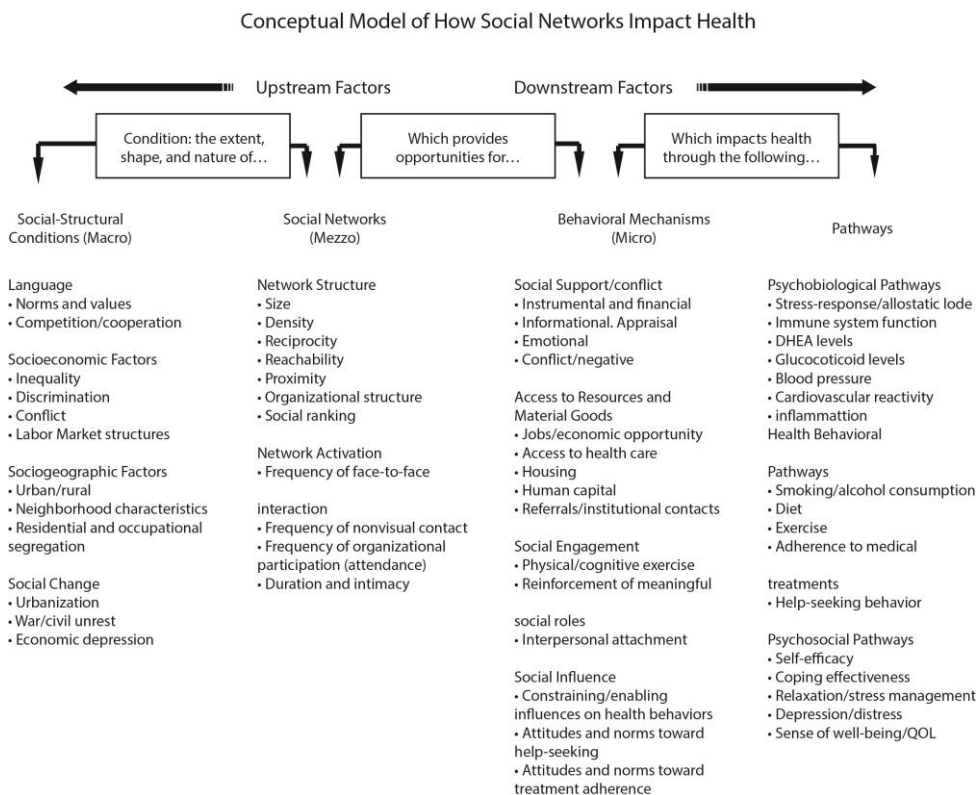 Conceptual Model of How Social Networks Impact Health
Upstream Factors
Downstream Factors
Condition: the extent,
shape, and nature of…
Which provides
opportunities for…
Which impacts health
through the following…
Social-Structural
Conditions (Macro)
Language
• Norms and values
• Competition/cooperation
Socioeconomic Factors
• Inequality
• Discrimination
• Conflict
• Labor Market structures
Sociogeographic Factors
• Urban/rural
• Neighborhood characteristics
• Residential and occupational
segregation
Social Change
• Urbanization
• War/civil unrest
• Economic depression
Social Networks
(Mezzo)
Network Structure
• Size
• Density
• Reciprocity
• Reachability
• Proximity
• Organizational structure
• Social ranking
Network Activation
• Frequency of face-to-face
interaction
• Frequency of nonvisual contact
• Frequency of organizational
participation (attendance)
• Duration and intimacy
Behavioral Mechanisms
(Micro)
Social Support/conflict
• Instrumental and financial
• Informational. Appraisal
• Emotional
• Conflict/negative
Access to Resources and
Material Goods
• Jobs/economic opportunity
• Access to health care
• Housing
• Human capital
• Referrals/institutional contacts
Social Engagement
• Physical/cognitive exercise
• Reinforcement of meaningful
social roles
• Interpersonal attachment
Social Influence
• Constraining/enabling
influences on health behaviors
• Attitudes and norms toward
help-seeking
• Attitudes and norms toward
treatment adherence
Pathways
Psychobiological Pathways
• Stress-response/allostatic lode
• Immune system function
• DHEA levels
• Glucocoticoid levels
• Blood pressure
• Cardiovascular reactivity
• inflammattion
Health Behavioral
Pathways
• Smoking/alcohol consumption
• Diet
• Exercise
• Adherence to medical
treatments
• Help-seeking behavior
Psychosocial Pathways
• Self-efficacy
• Coping effectiveness
• Relaxation/stress management
• Depression/distress
• Sense of well-being/QOL